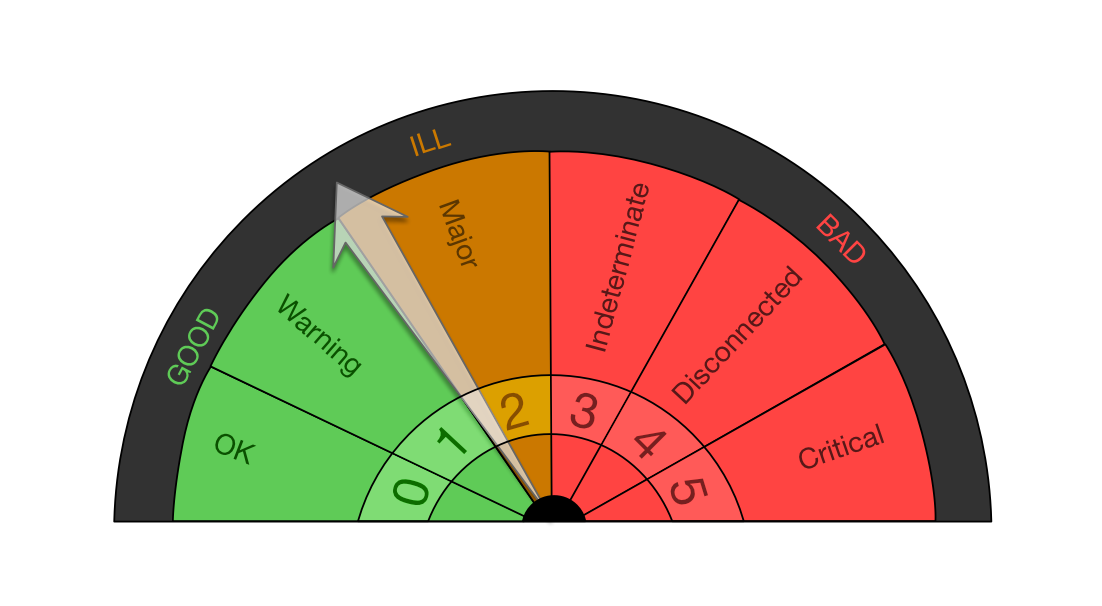 GOOD
ILL
BAD
OK
Warning
Major
Indeterminate
Disconnected
Critical
0
1
2
3
4
5